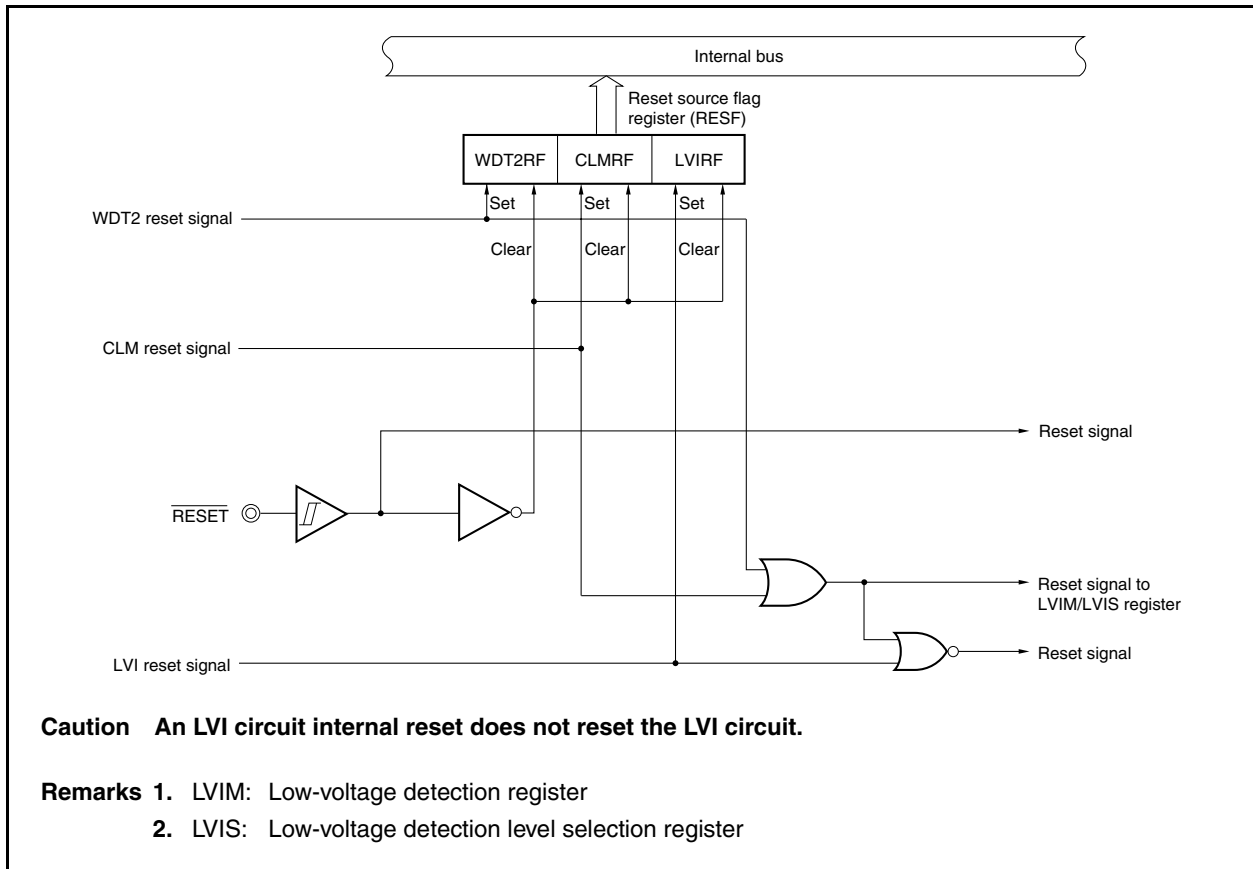 Internal bus
Reset source flag
register (RESF)
WDT2RF CLMRF LVIRF
Set Set Set
WDT2 reset signal
Clear Clear Clear
CLM reset signal
Reset signal
RESET
Reset signal to
LVIM/LVIS register
Reset signal
LVI reset signal
Caution An LVI circuit internal reset does not reset the LVI circuit.
Remarks 1. LVIM: Low-voltage detection register
2. LVIS: Low-voltage detection level selection register